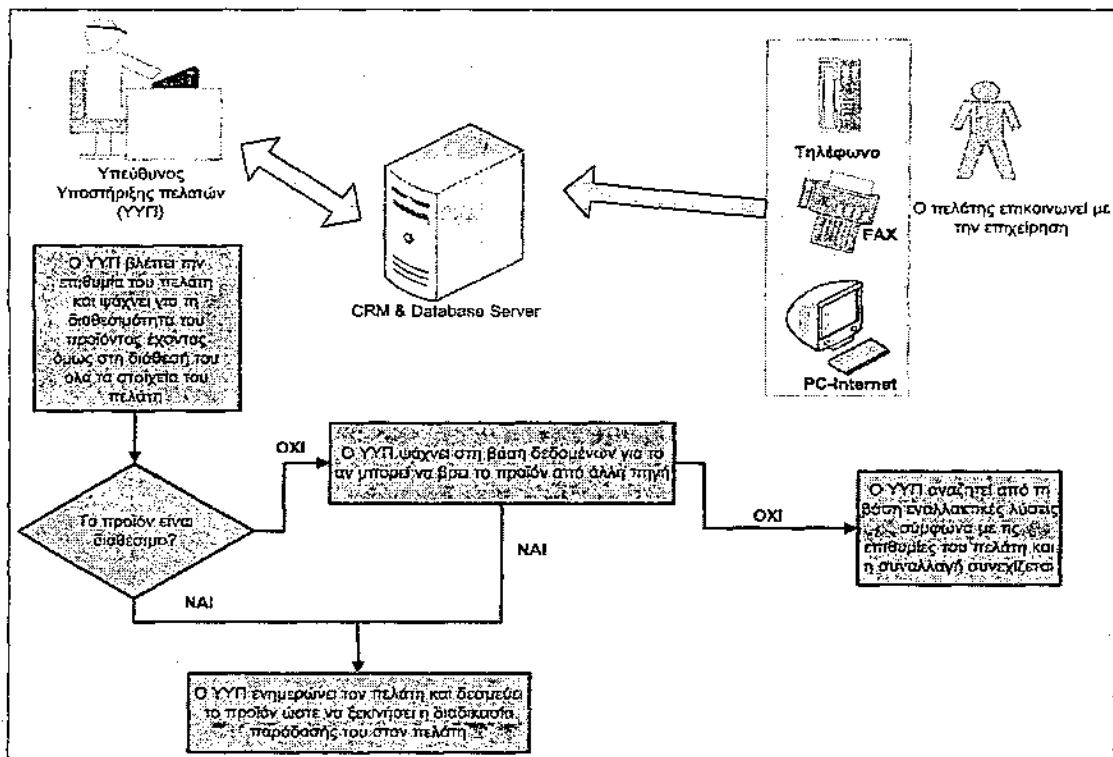 Υπεύθυνος
Υποστήριξης πελατών
(ΥΥΠ)
CRM & Database Server
Τηλέφωνο
FAX
PC-Internet
Ο πελάτης επικοινωνεί με
την επιχείρηση
Ο ΥΥΠ βλέπει την
επιθυμία του πελάτη
και ψάχνει για τη
διαθεσιμότητα του
προϊόντος έχοντας
όμως στη διάθεσή του
όλα τα στοιχεία του
πελάτη
Το προϊόν είναι
διαθέσιμο?
ΟΧΙ
Ο ΥΥΠ ψάχνει στη βάση δεδομένων για το
αν μπορεί να βρει το προϊόν από άλλη πηγή
ΝΑΙ
ΝΑΙ
ΟΧΙ
Ο ΥΥΠ αναζητεί από τη
βάση εναλλακτικές λύσεις
σύμφωνα με τις
επιθυμίες του πελάτη και
η συναλλαγή συνεχίζεται
Ο ΥΥΠ ενημερώνει τον πελάτη και δεσμεύει
το προϊόν ώστε να ξεκινήσει η διαδικασία
παράδοσής του στον πελάτη